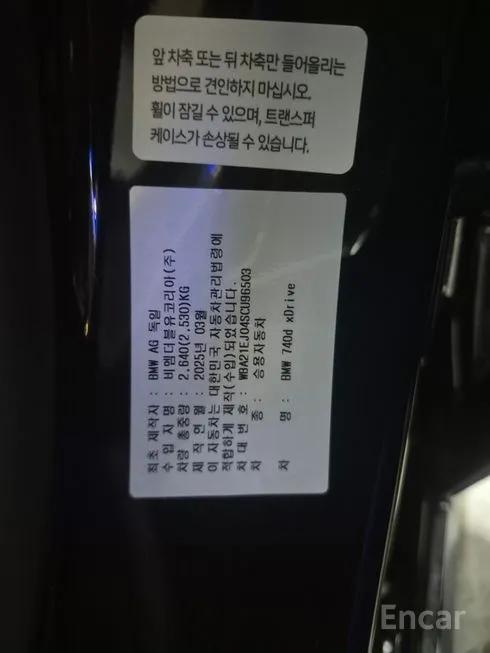 앞 차축 또는 뒤 차축만 들어올리는
방법으로 견인하지 마십시오.
휠이 잠길 수 있으며, 트랜스퍼
케이스가 손상될 수 있습니다.
최초 제작자 : BMW AG 독일
수입 자명 : 비엠더블유코리아(주)
차량 총중량 : 2,640(2,530)KG
제작 연월 : 2025년 03월
이 자동차는 대한민국 자동차관리법령에
적합하게 제작(수입)되었습니다.
차대번호 : WBA21EJ04SCU96503
차 종 : 승용자동차
차 명 : BMW 740d xDrive
Encar